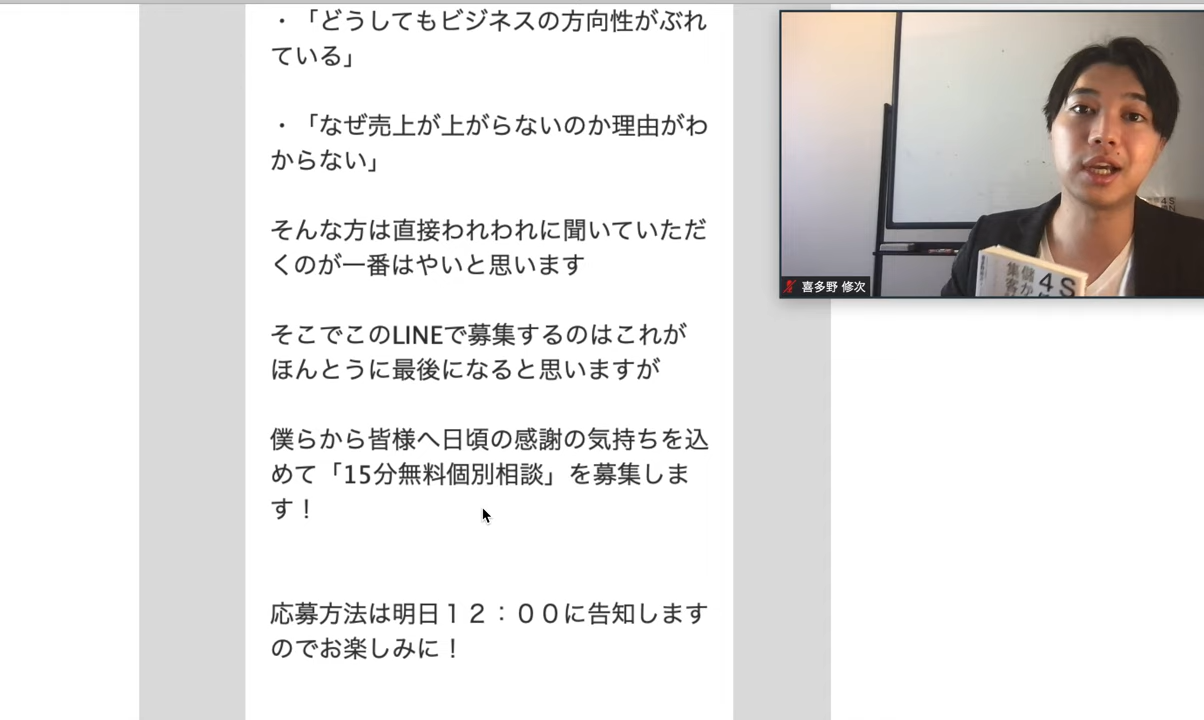 ・「どうしてもビジネスの方向性がぶれ
ている」
・「なぜ売上が上がらないのか理由がわ
からない」
そんな方は直接われわれに聞いていただ
くのが一番はやいと思います
そこでこのLINEで募集するのはこれが
ほんとうに最後になると思いますが
僕らから皆様へ日頃の感謝の気持ちを込
めて「15分無料個別相談」を募集しま
す！
応募方法は明日１２：００に告知します
のでお楽しみに！
喜多野 修次